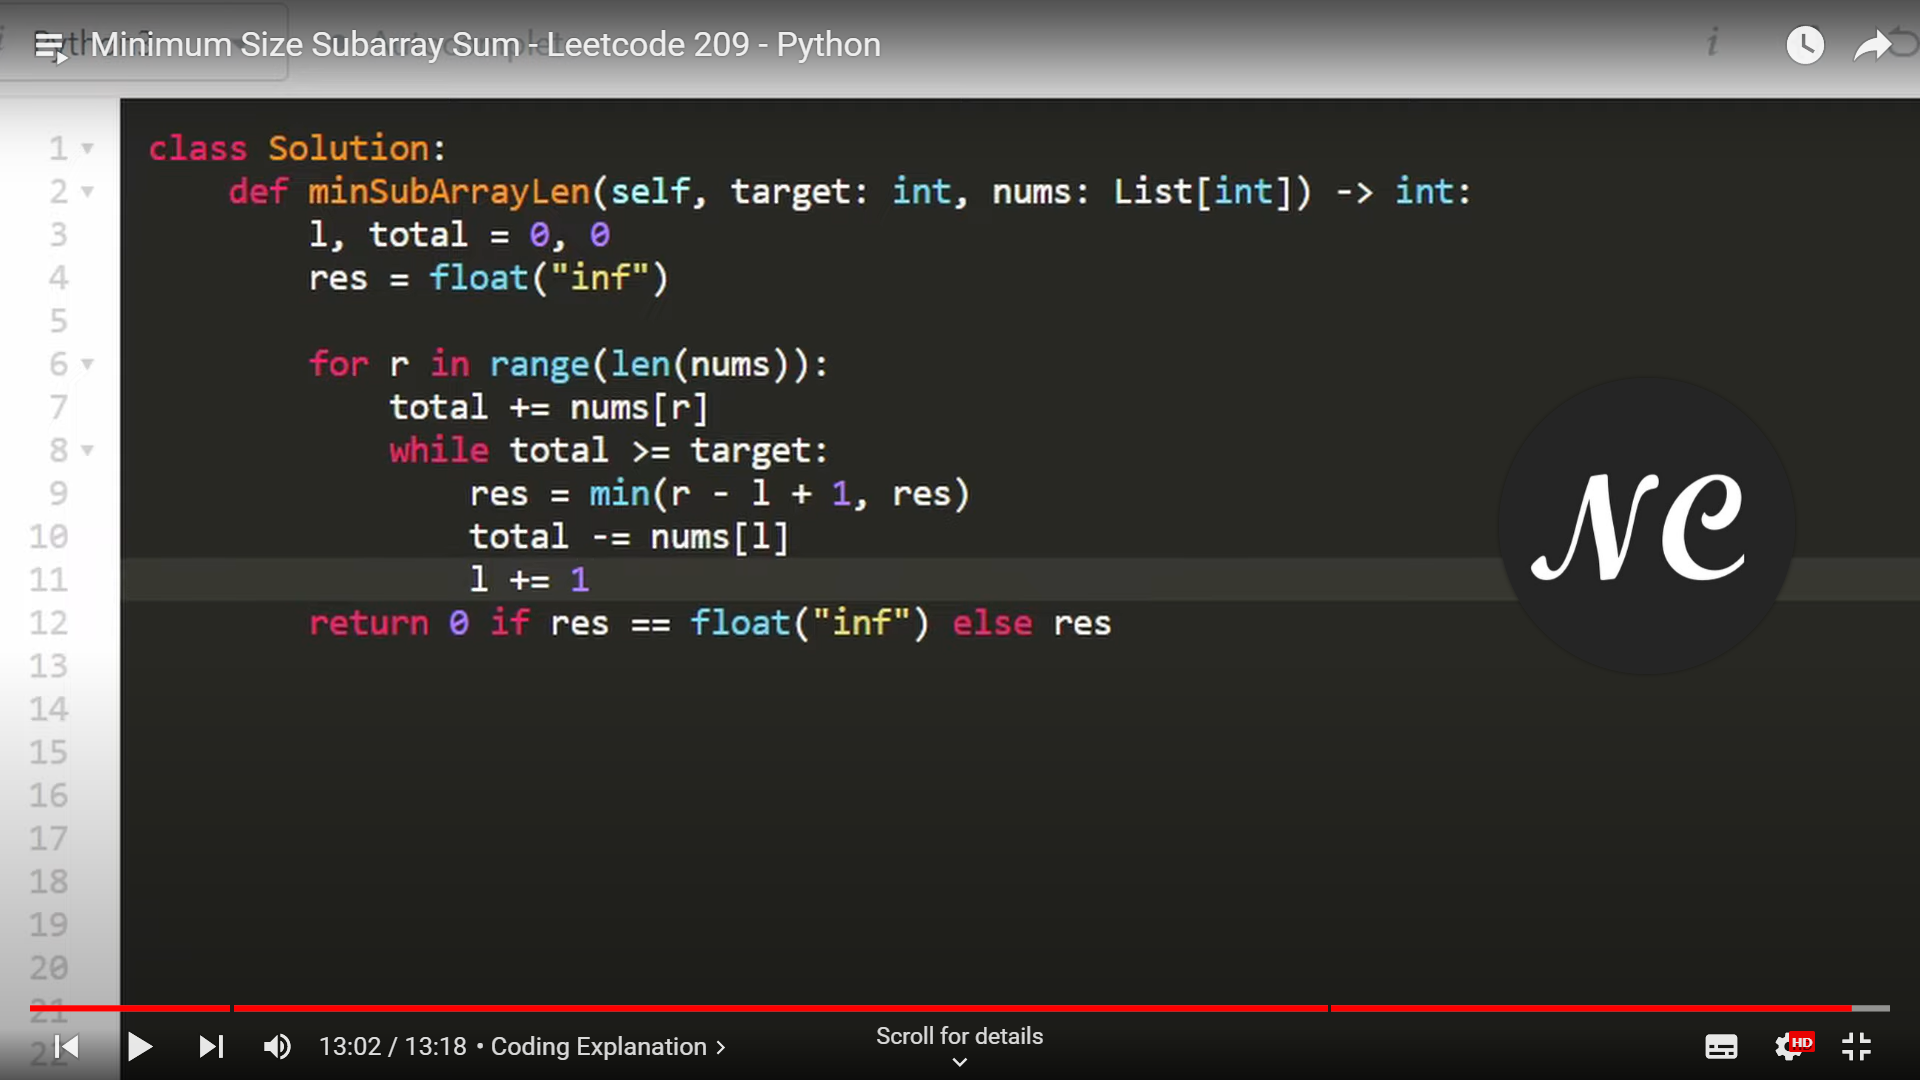 Minimum Size Subarray Sum - Leetcode 209 - Python
i
1 class Solution:
2 def minSubArrayLen(self, target: int, nums: List[int]) -> int:
3 l, total = 0, 0
4 res = float("inf")
5
6 for r in range(len(nums)):
7 total += nums[r]
8 while total >= target:
9 res = min(r - l + 1, res)
10 total -= nums[l]
11 l += 1
12 return 0 if res == float("inf") else res
13
14
15
16
17
18
19
20
21
22
NC
13:02 / 13:18 • Coding Explanation >
Scroll for details
HD